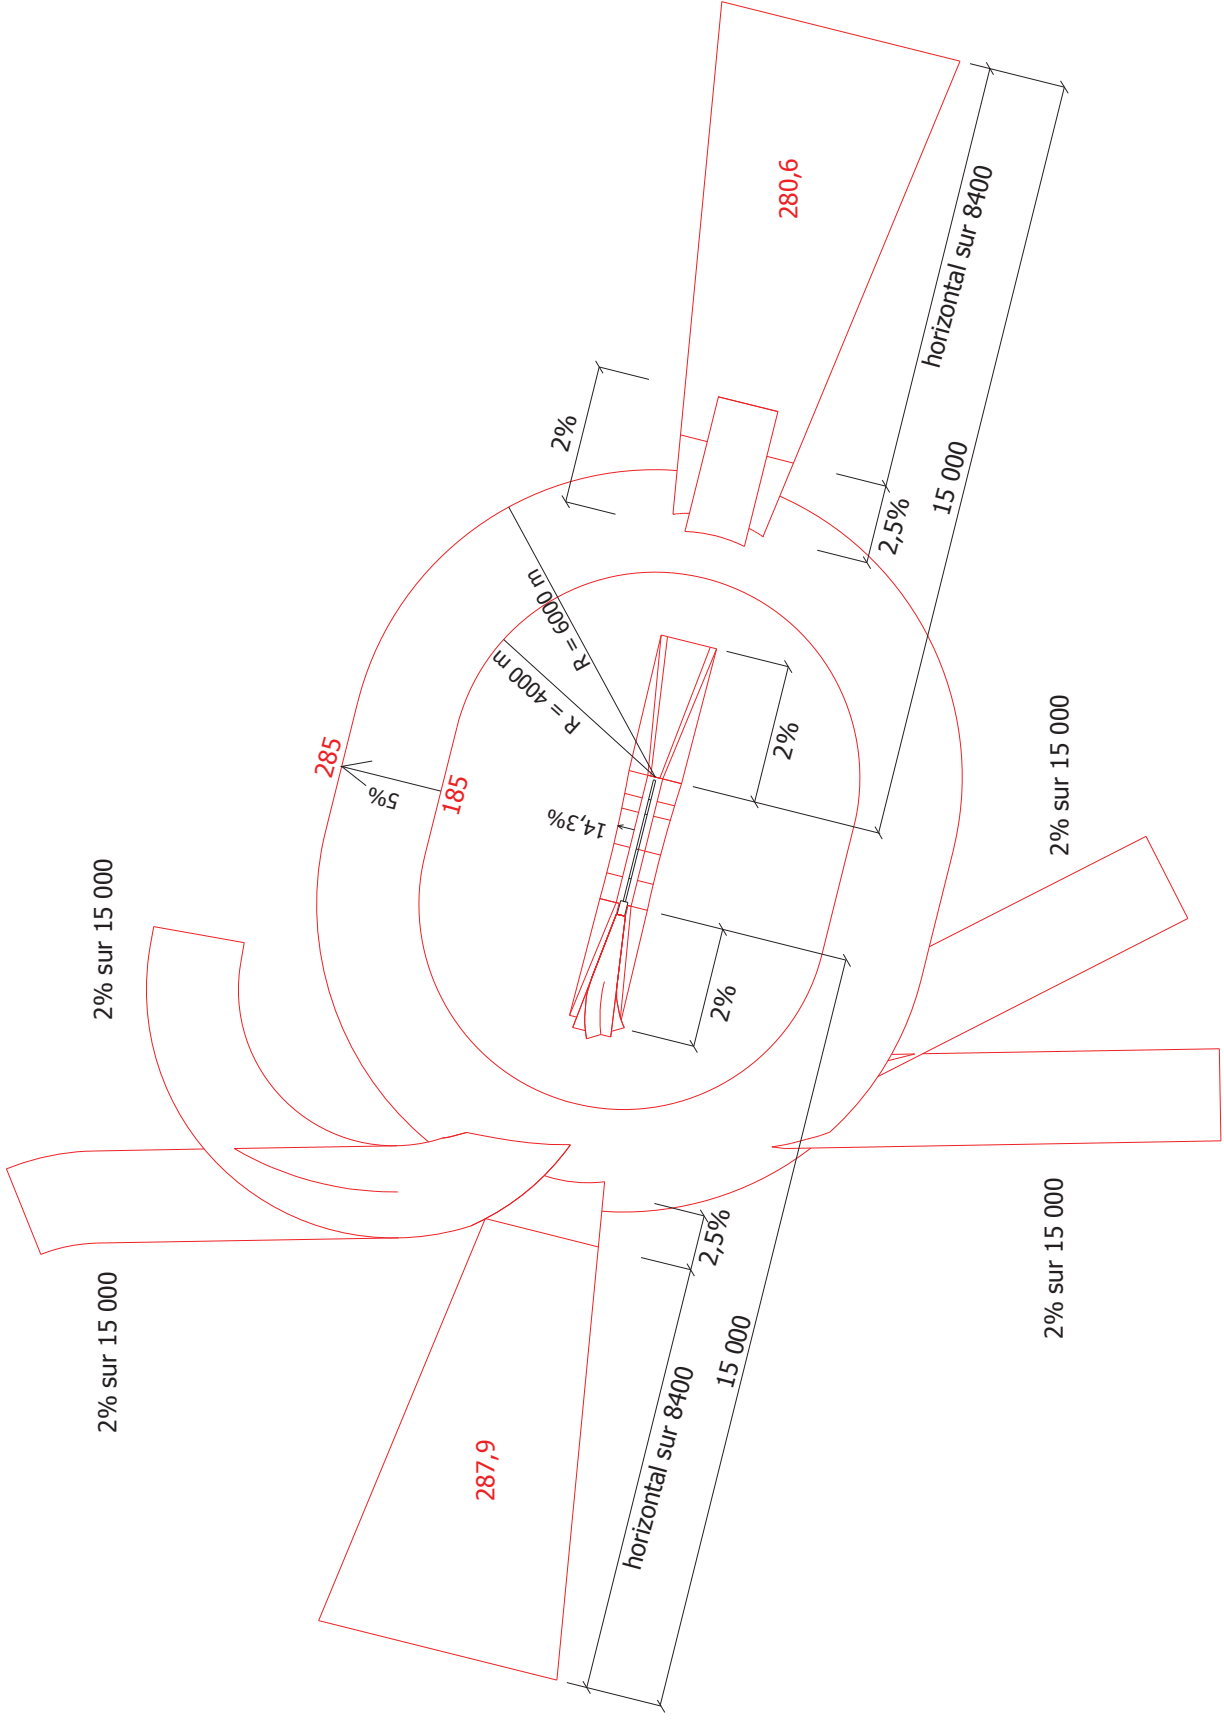 280,6
horizontal sur 8400
15 000
2%
2,5%
R = 6000 m
R = 4000 m
285
5%
185
14,3%
2%
2%
2% sur 15 000
2% sur 15 000
2% sur 15 000
2% sur 15 000
2,5%
15 000
horizontal sur 8400
287,9